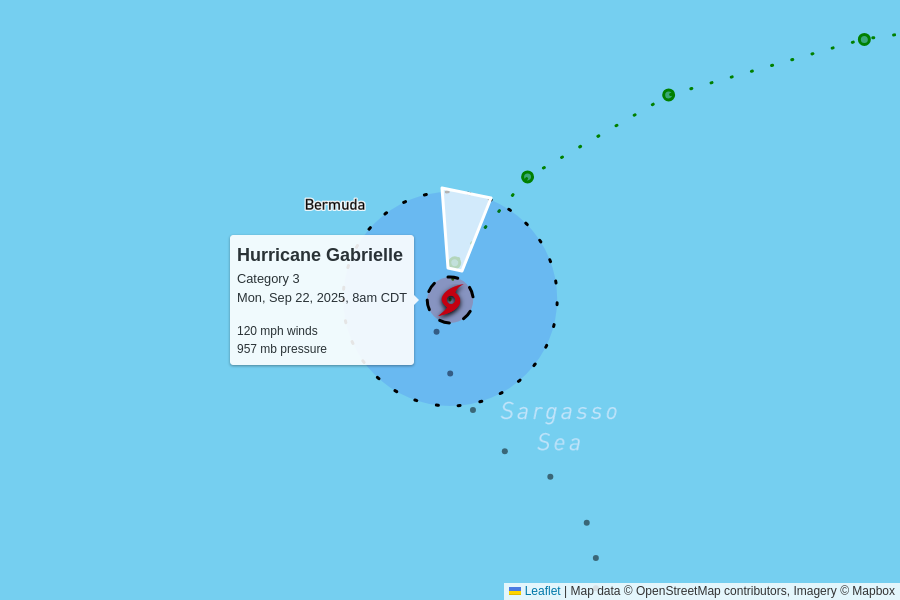 Bermuda
Hurricane Gabrielle
Category 3
Mon, Sep 22, 2025, 8am CDT
120 mph winds
957 mb pressure
Sargasso
Sea
Leaflet | Map data © OpenStreetMap contributors, Imagery © Mapbox